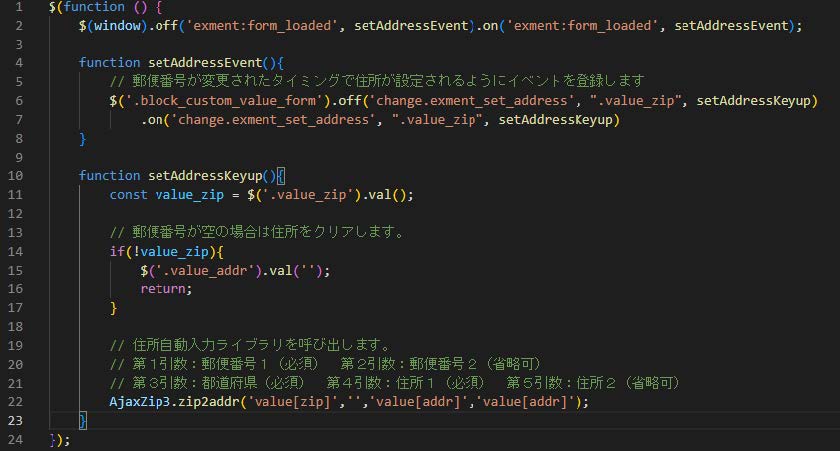 1 $(function () {
2 $(window).off('exment:form_loaded', setAddressEvent).on('exment:form_loaded', setAddressEvent);
3
4 function setAddressEvent(){
5 // 郵便番号が変更されたタイミングで住所が設定されるようにイベントを登録します
6 $('.block_custom_value_form').off('change.exment_set_address', ".value_zip", setAddressKeyup)
7 .on('change.exment_set_address', ".value_zip", setAddressKeyup)
8 }
9
10 function setAddressKeyup(){
11 const value_zip = $('.value_zip').val();
12
13 // 郵便番号が空の場合は住所をクリアします。
14 if(!value_zip){
15 $('.value_addr').val('');
16 return;
17 }
18
19 // 住所自動入力ライブラリを呼び出します。
20 // 第１引数：郵便番号１（必須）　第２引数：郵便番号２（省略可）
21 // 第３引数：都道府県（必須）　第４引数：住所１（必須）　第５引数：住所２（省略可）
22 AjaxZip3.zip2addr('value[zip]','','value[addr]','value[addr]');
23 }
24 });